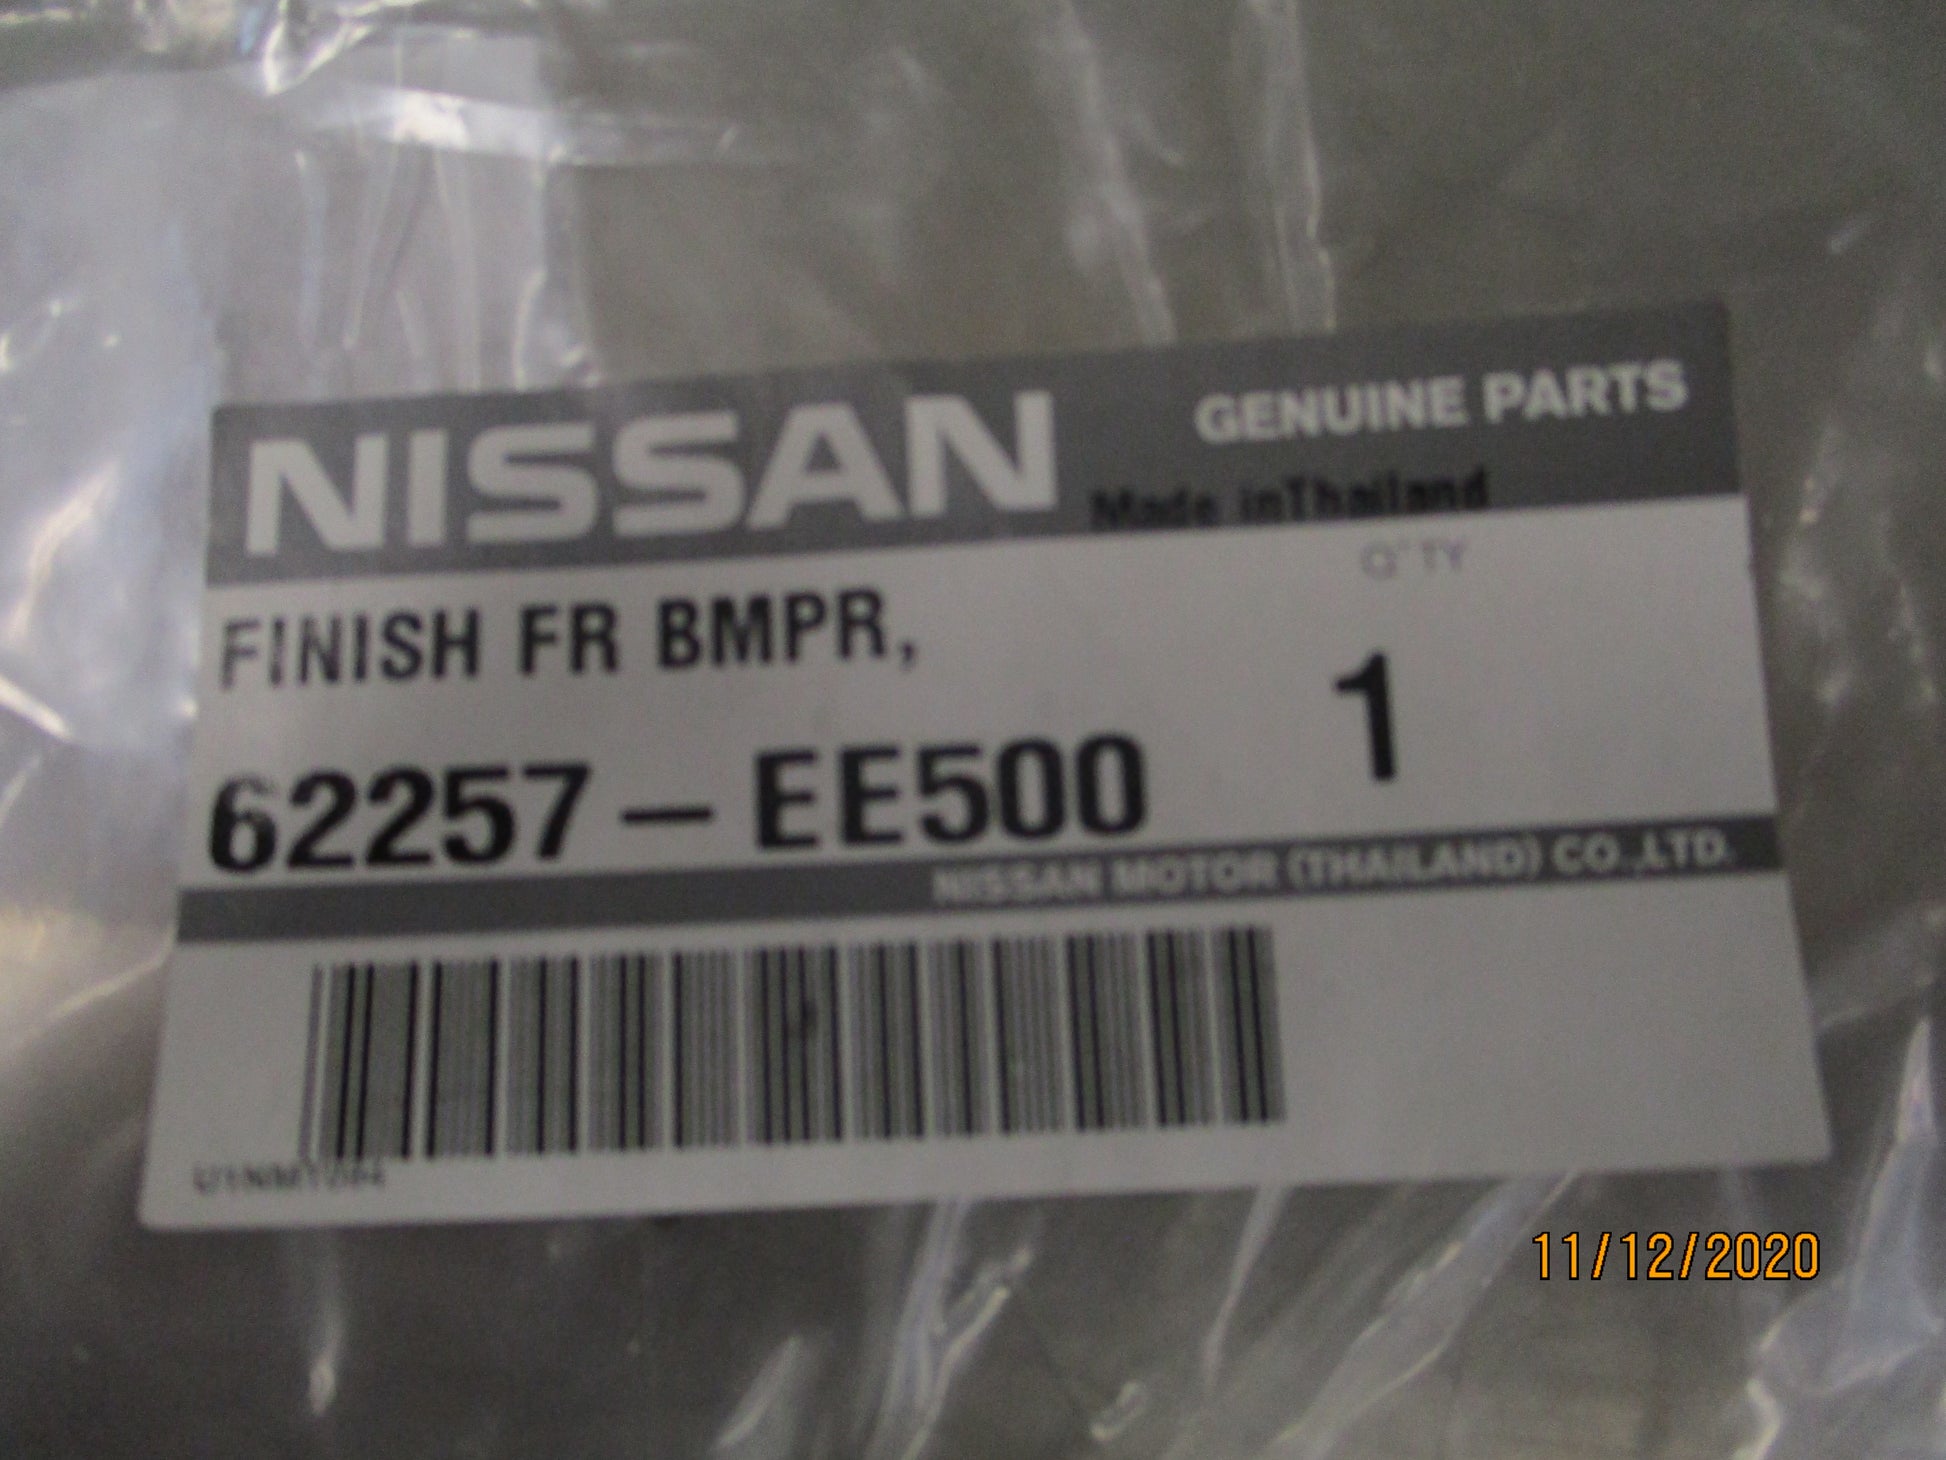 NISSAN
GENUINE PARTS
Made inThailand
Q'TY
FINISH FR BMPR,
1
62257-EE500
NISSAN MOTOR (THAILAND) CO.,LTD.
11/12/2020